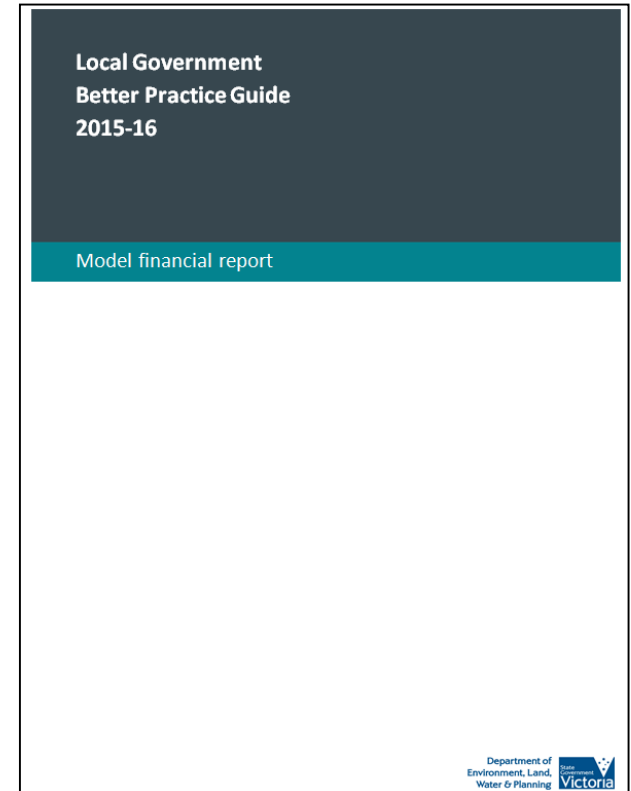 Local Government
Better Practice Guide
2015-16
Model financial report
Department of
Environment, Land,
Water & Planning
State
Government
Victoria